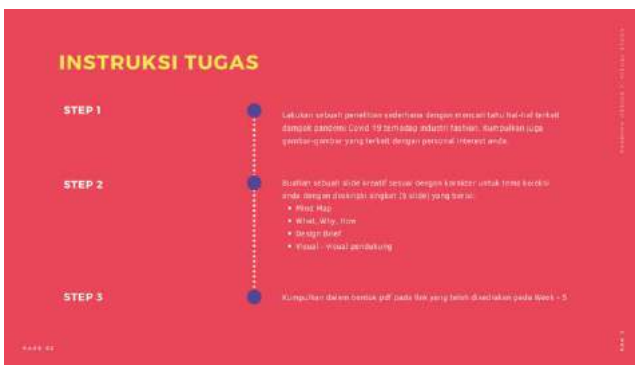 INSTRUKSI TUGAS
STEP 1
Lakukan sebuah penelitian sederhana dengan mencari tahu hal-hal terkait
dampak pandemi Covid 19 terhadap industri fashion. Kumpulkan juga
gambar-gambar yang terkait dengan personal interest anda.
STEP 2
Buatlah sebuah slide kreatif sesuai dengan karakter untuk tema koleksi
anda dengan deskripsi singkat (5 slide) yang berisi:
• Mind Map
• What, Why, How
• Design Brief
• Visual - Visual pendukung
STEP 3
Kumpulkan dalam bentuk pdf pada link yang telah disediakan pada Week - 5